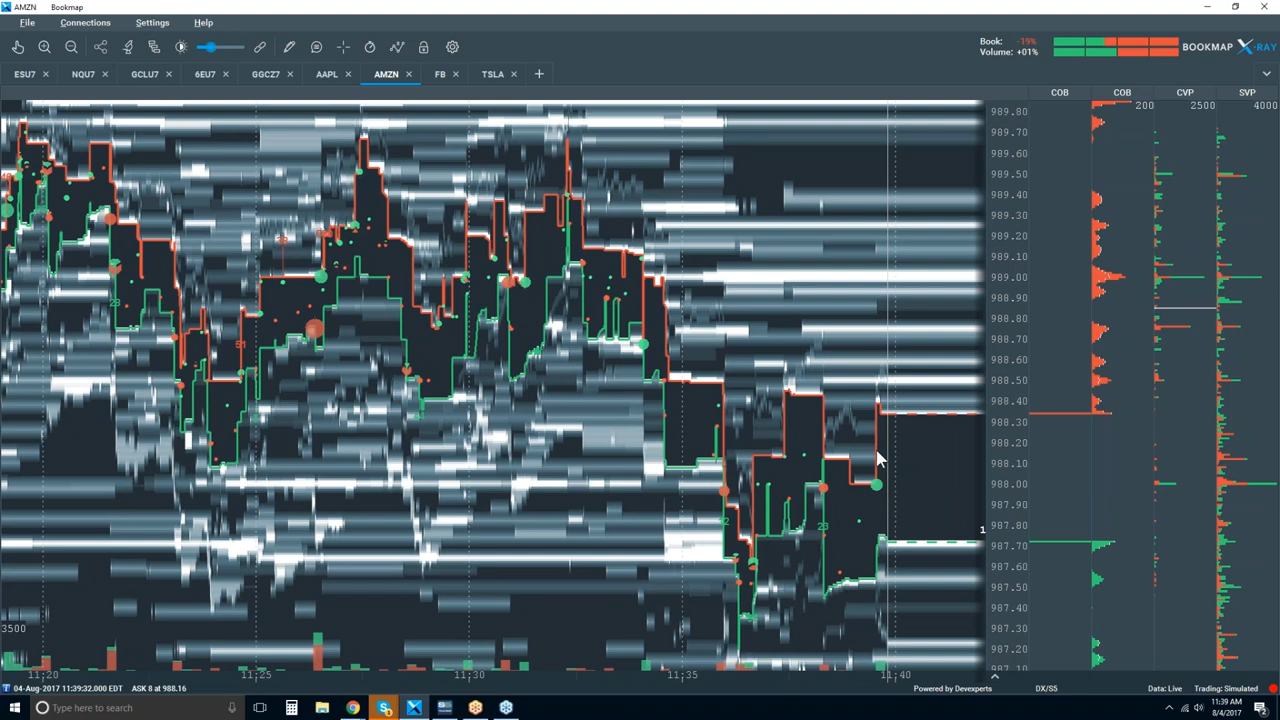 AMZN Bookmap
File Connections Settings Help
Book: -19%
Volume: +01%
BOOKMAP X-RAY
ESU7 NQU7 GCLU7 6EU7 GGCZ7 AAPL AMZN FB TSLA
COB COB CVP SVP
200 2500 4000
989.80
989.70
989.60
989.50
989.40
989.30
989.20
989.10
989.00
988.90
988.80
988.70
988.60
988.50
988.40
988.30
988.20
988.10
988.00
987.90
987.80
987.70
987.60
987.50
987.40
987.30
987.20
987.10
23
51
23
1
3500
11:20 11:25 11:30 11:35 11:40
04-Aug-2017 11:39:32.000 EDT ASK 8 at 988.16 Powered by Devexperts DX/S5 Data: Live Trading: Simulated
Type here to search
11:39 AM
8/4/2017
2